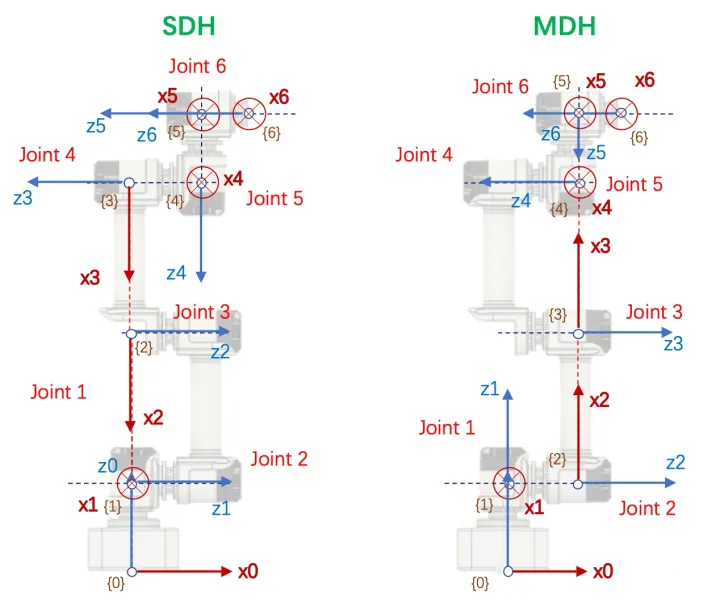 SDH
Joint 6
x5
x6
z5
z6
{5}
{6}
Joint 4
z3
{3}
{4}
x4
Joint 5
x3
z4
Joint 3
{2}
z2
Joint 1
x2
z0
Joint 2
x1
{1}
z1
{0}
x0
MDH
Joint 6
{5}
x5
x6
z6
{6}
z5
Joint 4
Joint 5
z4
{4}
x4
x3
{3}
Joint 3
z3
z1
x2
Joint 1
{2}
z2
{1}
x1
Joint 2
{0}
x0